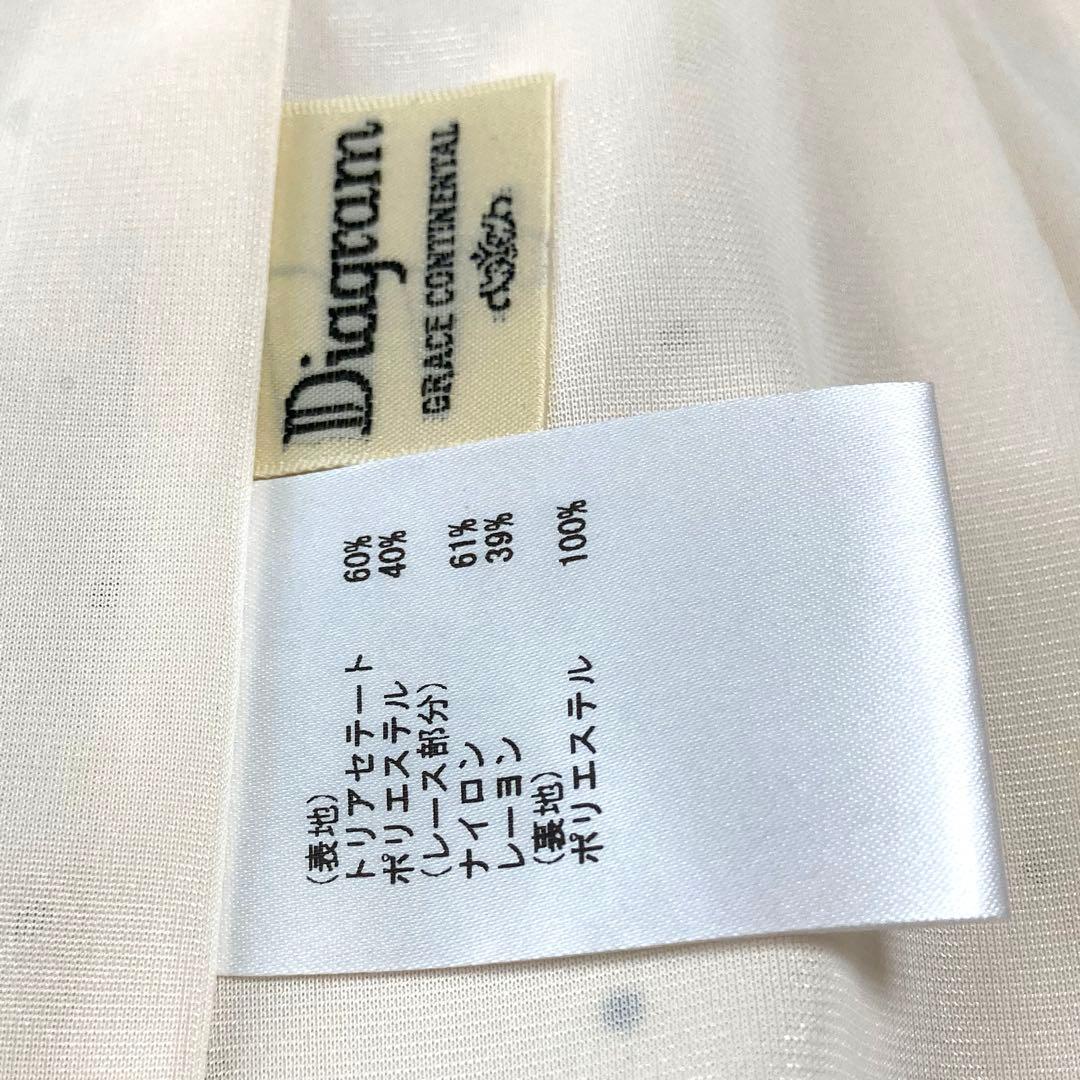 Diagram
GRACE CONTINENTAL
(表地)
トリアセテート 60%
ポリエステル 40%
(レース部分)
ナイロン 61%
レーヨン 39%
(裏地)
ポリエステル 100%